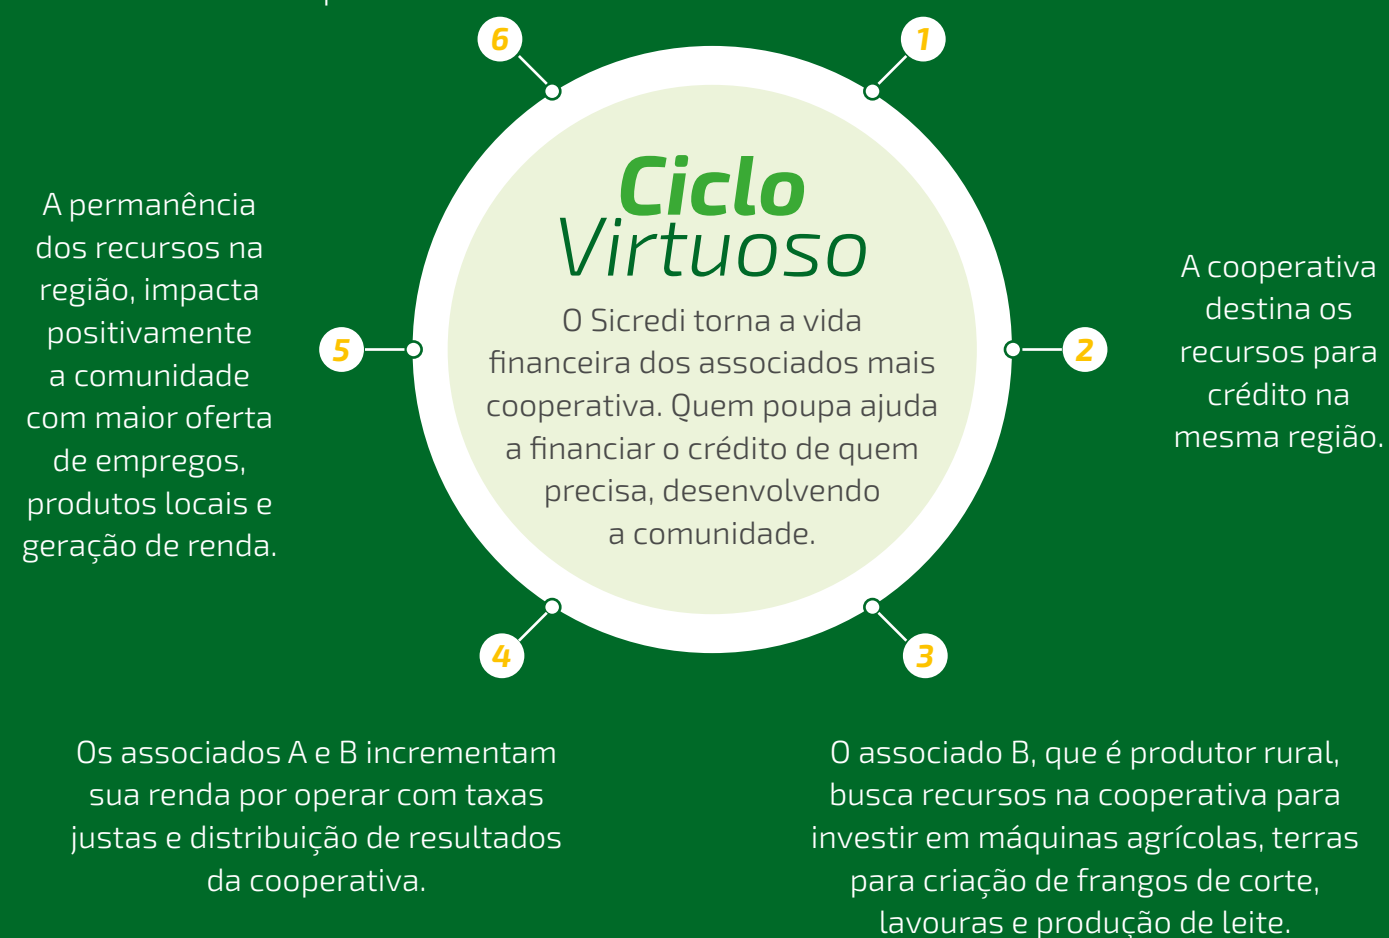 6
1
Ciclo
Virtuoso
O Sicredi torna a vida
financeira dos associados mais
cooperativa. Quem poupa ajuda
a financiar o crédito de quem
precisa, desenvolvendo
a comunidade.
A permanência
dos recursos na
região, impacta
positivamente
a comunidade
com maior oferta
de empregos,
produtos locais e
geração de renda.
5
2
A cooperativa
destina os
recursos para
crédito na
mesma região.
4
3
Os associados A e B incrementam
sua renda por operar com taxas
justas e distribuição de resultados
da cooperativa.
O associado B, que é produtor rural,
busca recursos na cooperativa para
investir em máquinas agrícolas, terras
para criação de frangos de corte,
lavouras e produção de leite.